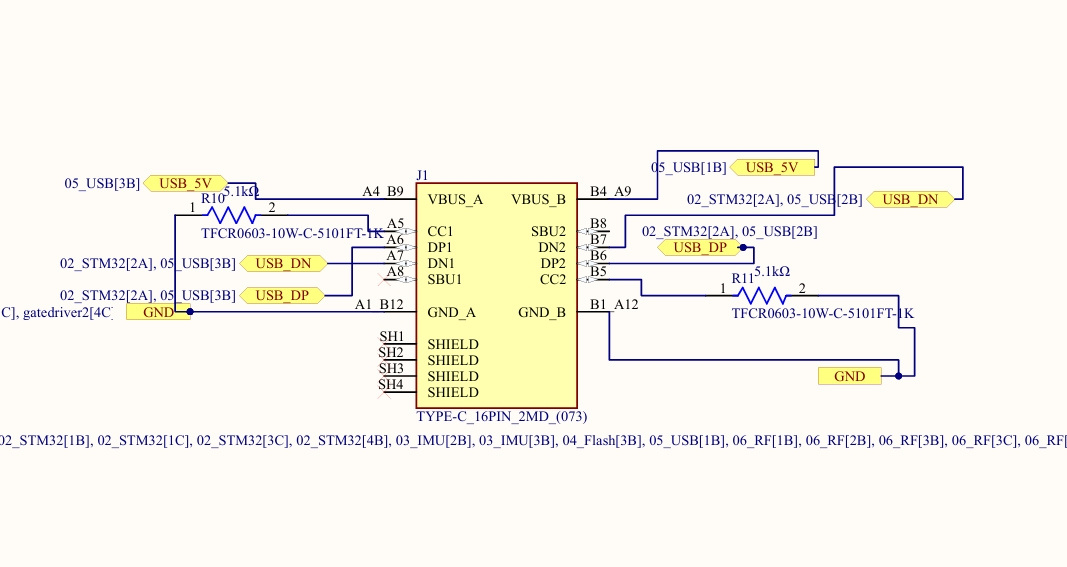 J1
TYPE-C_16PIN_2MD_(073)
05_USB[3B]
USB_5V
A4 B9
VBUS_A
R10
5.1kΩ
1
2
TFCR0603-10W-C-5101FT-1K
A5
CC1
A6
DP1
02_STM32[2A], 05_USB[3B]
USB_DN
A7
DN1
A8
SBU1
02_STM32[2A], 05_USB[3B]
USB_DP
C], gatedriver2[4C]
GND
A1 B12
GND_A
SH1
SHIELD
SH2
SHIELD
SH3
SHIELD
SH4
SHIELD
05_USB[1B]
USB_5V
VBUS_B
B4 A9
02_STM32[2A], 05_USB[2B]
USB_DN
SBU2
B8
DN2
B7
02_STM32[2A], 05_USB[2B]
USB_DP
DP2
B6
CC2
B5
R11
5.1kΩ
1
2
TFCR0603-10W-C-5101FT-1K
GND_B
B1 A12
GND
02_STM32[1B], 02_STM32[1C], 02_STM32[3C], 02_STM32[4B], 03_IMU[2B], 03_IMU[3B], 04_Flash[3B], 05_USB[1B], 06_RF[1B], 06_RF[2B], 06_RF[3B], 06_RF[3C], 06_RF[